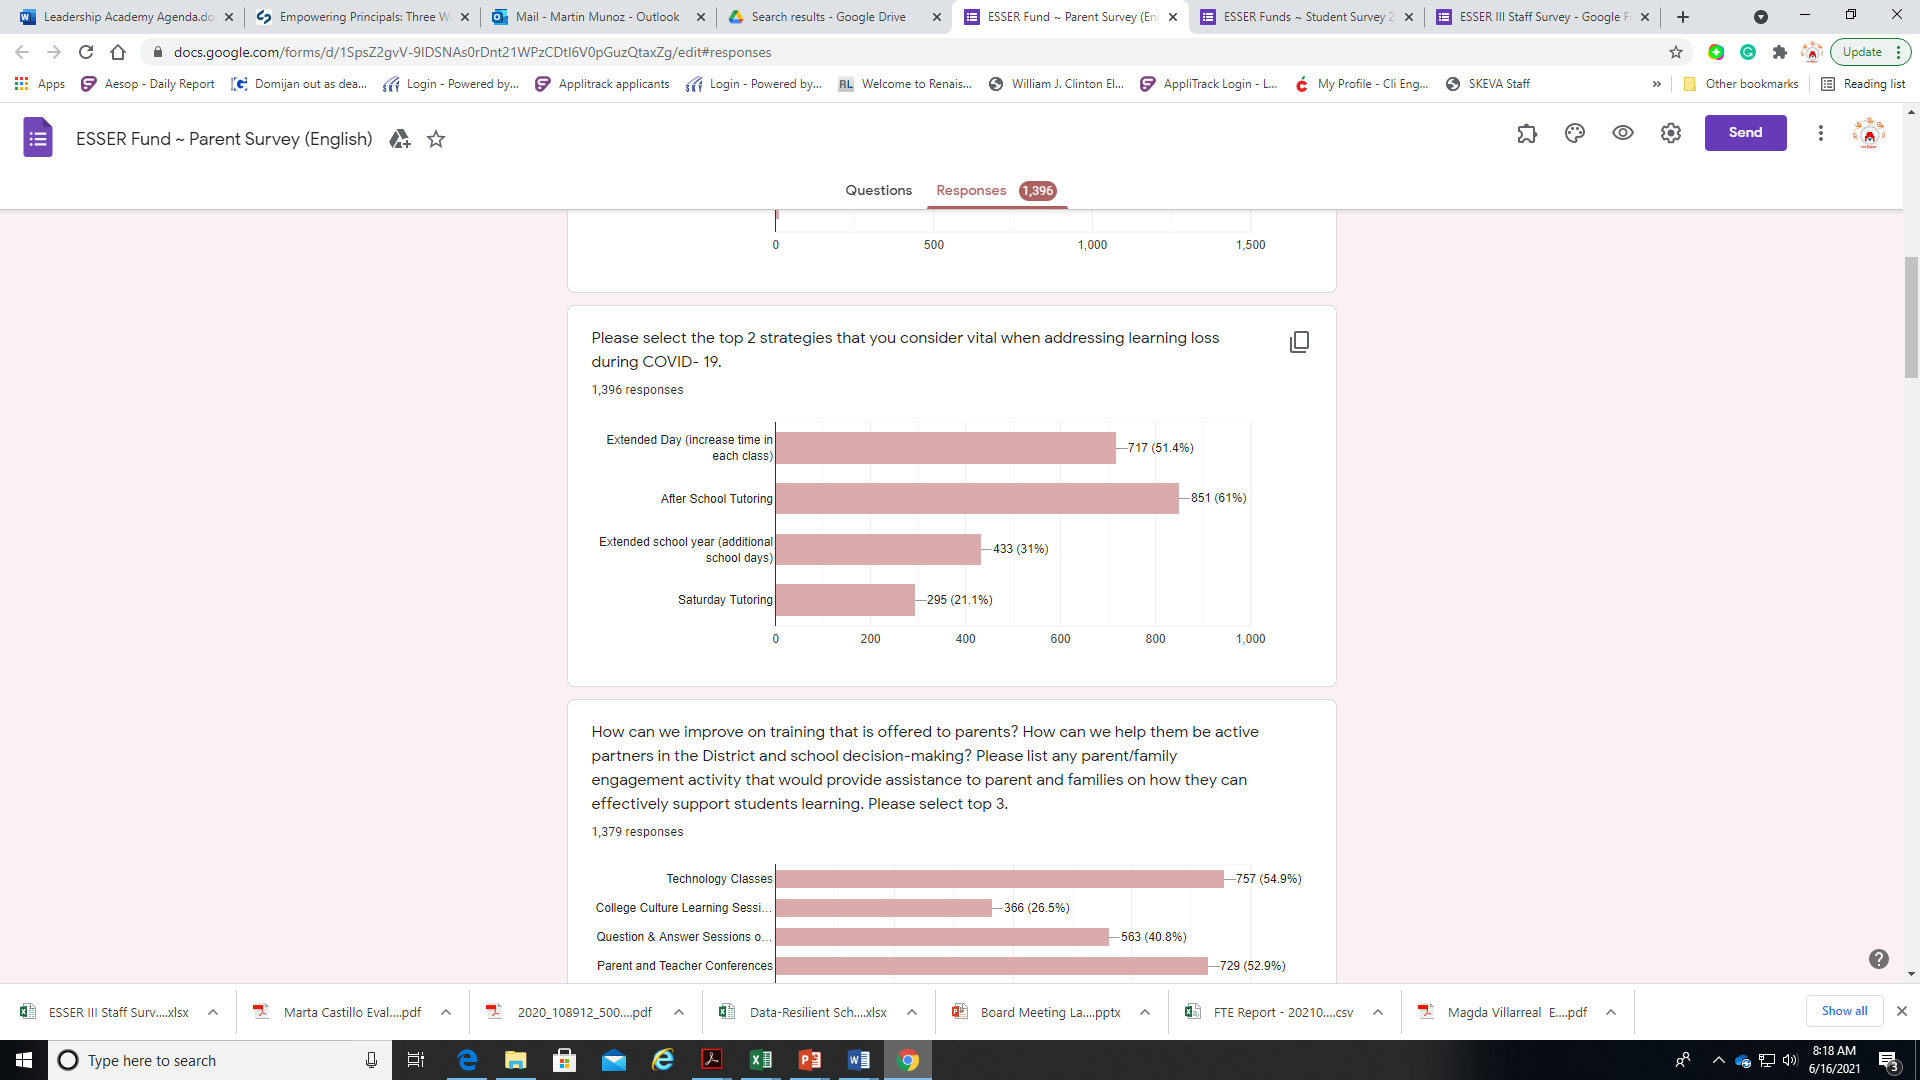 Leadership Academy Agenda.do
Empowering Principals: Three W
Mail - Martin Munoz - Outlook
Search results - Google Drive
ESSER Fund ~ Parent Survey (En
ESSER Funds ~ Student Survey 2
ESSER III Staff Survey - Google F
docs.google.com/forms/d/1SpsZ2gvV-9IDSNAs0rDnt21WPzCDtI6V0pGuzQtaxZg/edit#responses
Update
Apps
Aesop - Daily Report
Domijan out as dea...
Login - Powered by...
Applitrack applicants
Login - Powered by...
RL Welcome to Renais...
William J. Clinton El...
AppliTrack Login - L...
My Profile - Cli Eng...
SKEVA Staff
»
Other bookmarks
Reading list
ESSER Fund ~ Parent Survey (English)
Send
Questions
Responses 1,396
0 500 1,000 1,500
Please select the top 2 strategies that you consider vital when addressing learning loss
during COVID- 19.
1,396 responses
Extended Day (increase time in
each class)
717 (51.4%)
After School Tutoring
851 (61%)
Extended school year (additional
school days)
433 (31%)
Saturday Tutoring
295 (21.1%)
0 200 400 600 800 1,000
How can we improve on training that is offered to parents? How can we help them be active
partners in the District and school decision-making? Please list any parent/family
engagement activity that would provide assistance to parent and families on how they can
effectively support students learning. Please select top 3.
1,379 responses
Technology Classes
757 (54.9%)
College Culture Learning Sessi...
366 (26.5%)
Question & Answer Sessions o...
563 (40.8%)
Parent and Teacher Conferences
729 (52.9%)
ESSER III Staff Surv....xlsx
Marta Castillo Eval....pdf
2020_108912_500....pdf
Data-Resilient Sch....xlsx
Board Meeting La....pptx
FTE Report - 20210....csv
Magda Villarreal E....pdf
Show all
Type here to search
8:18 AM
6/16/2021
3